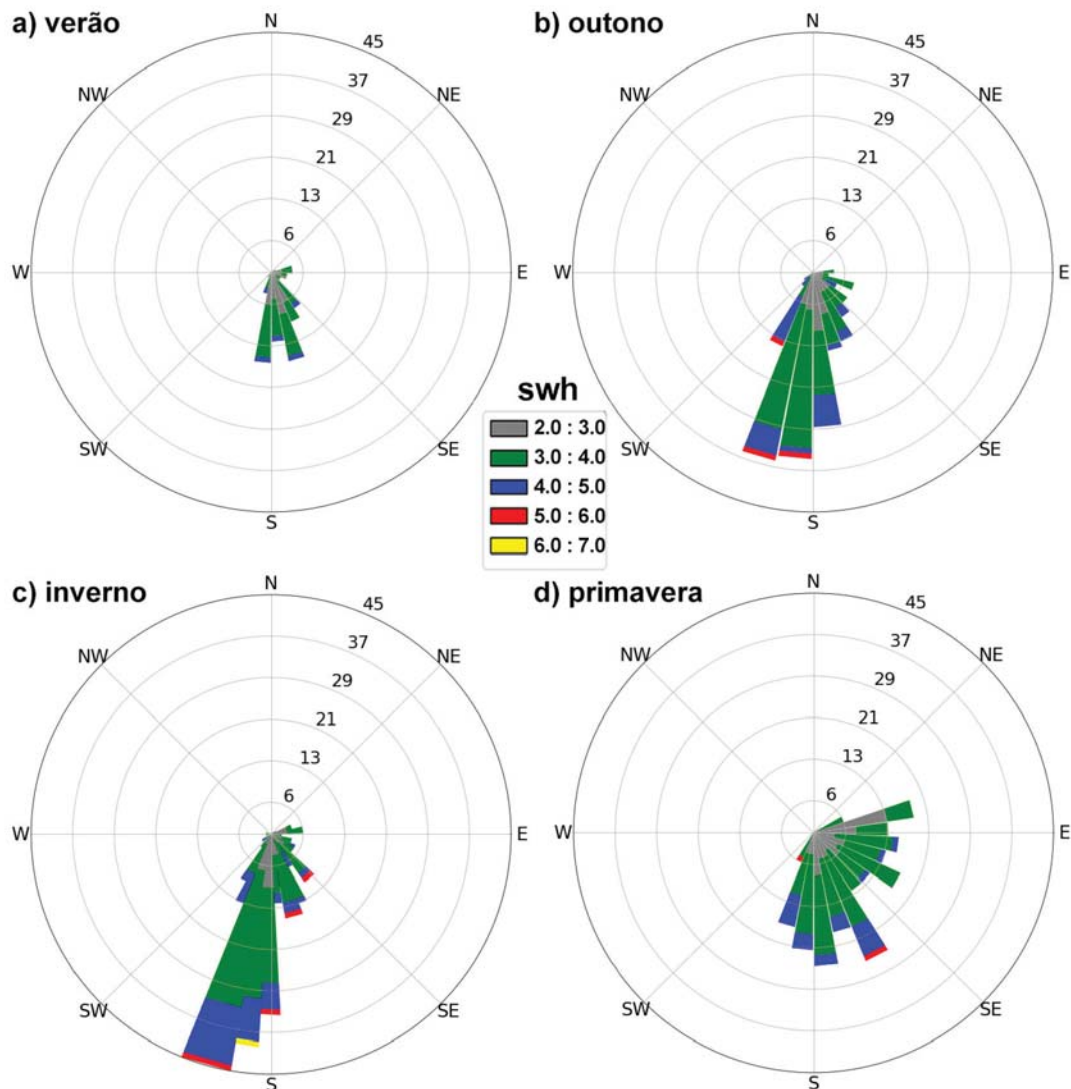 a) verão
N
45
37
29
21
13
6
NE
E
SE
S
SW
W
NW
b) outono
N
45
37
29
21
13
6
NE
E
SE
S
SW
W
NW
swh
2.0 : 3.0
3.0 : 4.0
4.0 : 5.0
5.0 : 6.0
6.0 : 7.0
c) inverno
N
45
37
29
21
13
6
NE
E
SE
S
SW
W
NW
d) primavera
N
45
37
29
21
13
6
NE
E
SE
S
SW
W
NW